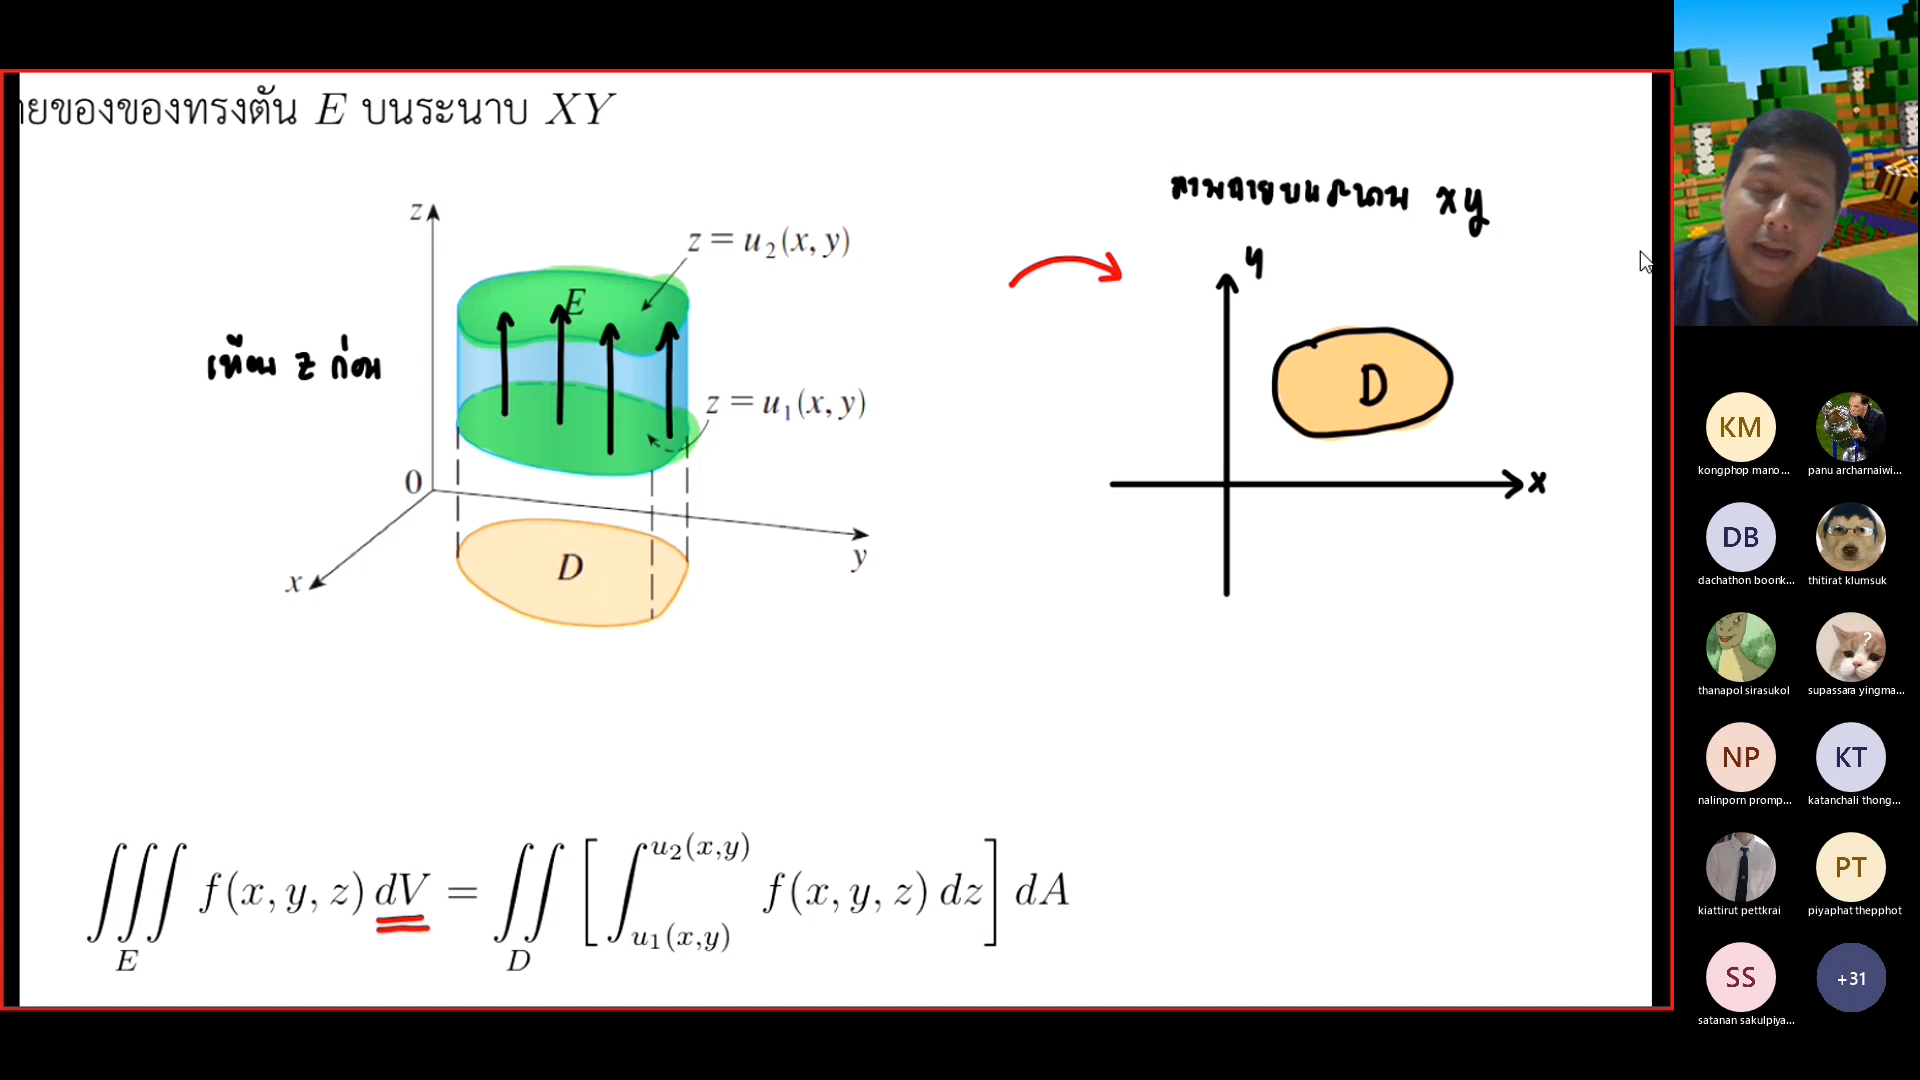 ายของของทรงตัน E บนระนาบ XY
ภาพฉายบนระนาบ xy
z
z = u₂(x, y)
y
E
เทียบ z ก่อน
D
z = u₁(x, y)
0
x
y
D
x
∭_E f(x, y, z) dV = ∬_D [ ∫_{u₁(x,y)}^{u₂(x,y)} f(x, y, z) dz ] dA
KM
kongphop mano...
panu archarnaiwi...
DB
dachathon boonk...
thitirat klumsuk
thanapol sirasukol
?
supassara yingma...
NP
nalinporn promp...
KT
katanchali thong...
kiattirut pettkrai
PT
piyaphat thepphot
SS
satanan sakulpiya...
+31